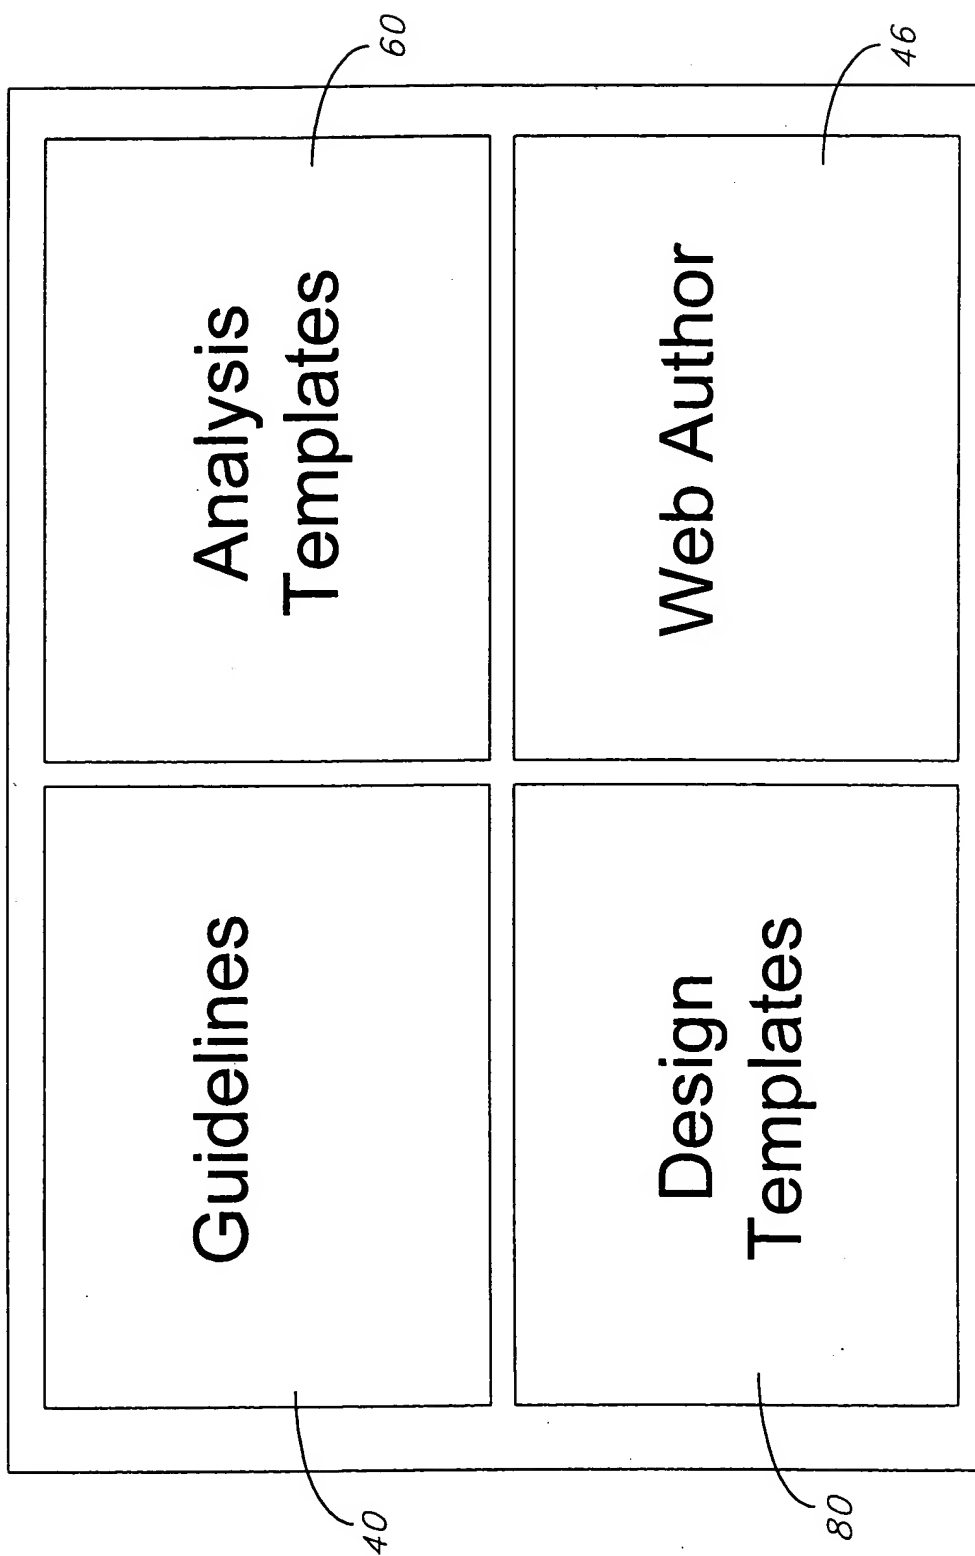 Guidelines
Analysis
Templates
40
60
Design
Templates
Web Author
80
46